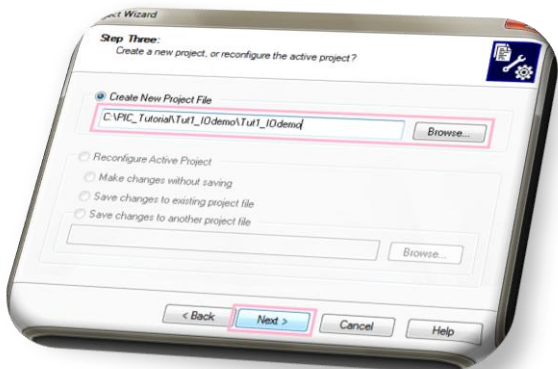 ect Wizard
Step Three:
Create a new project, or reconfigure the active project?
Create New Project File
C:\PIC_Tutorial\Tut1_IOdemo\Tut1_IOdemo
Browse...
Reconfigure Active Project
Make changes without saving
Save changes to existing project file
Save changes to another project file
Browse...
< Back
Next >
Cancel
Help